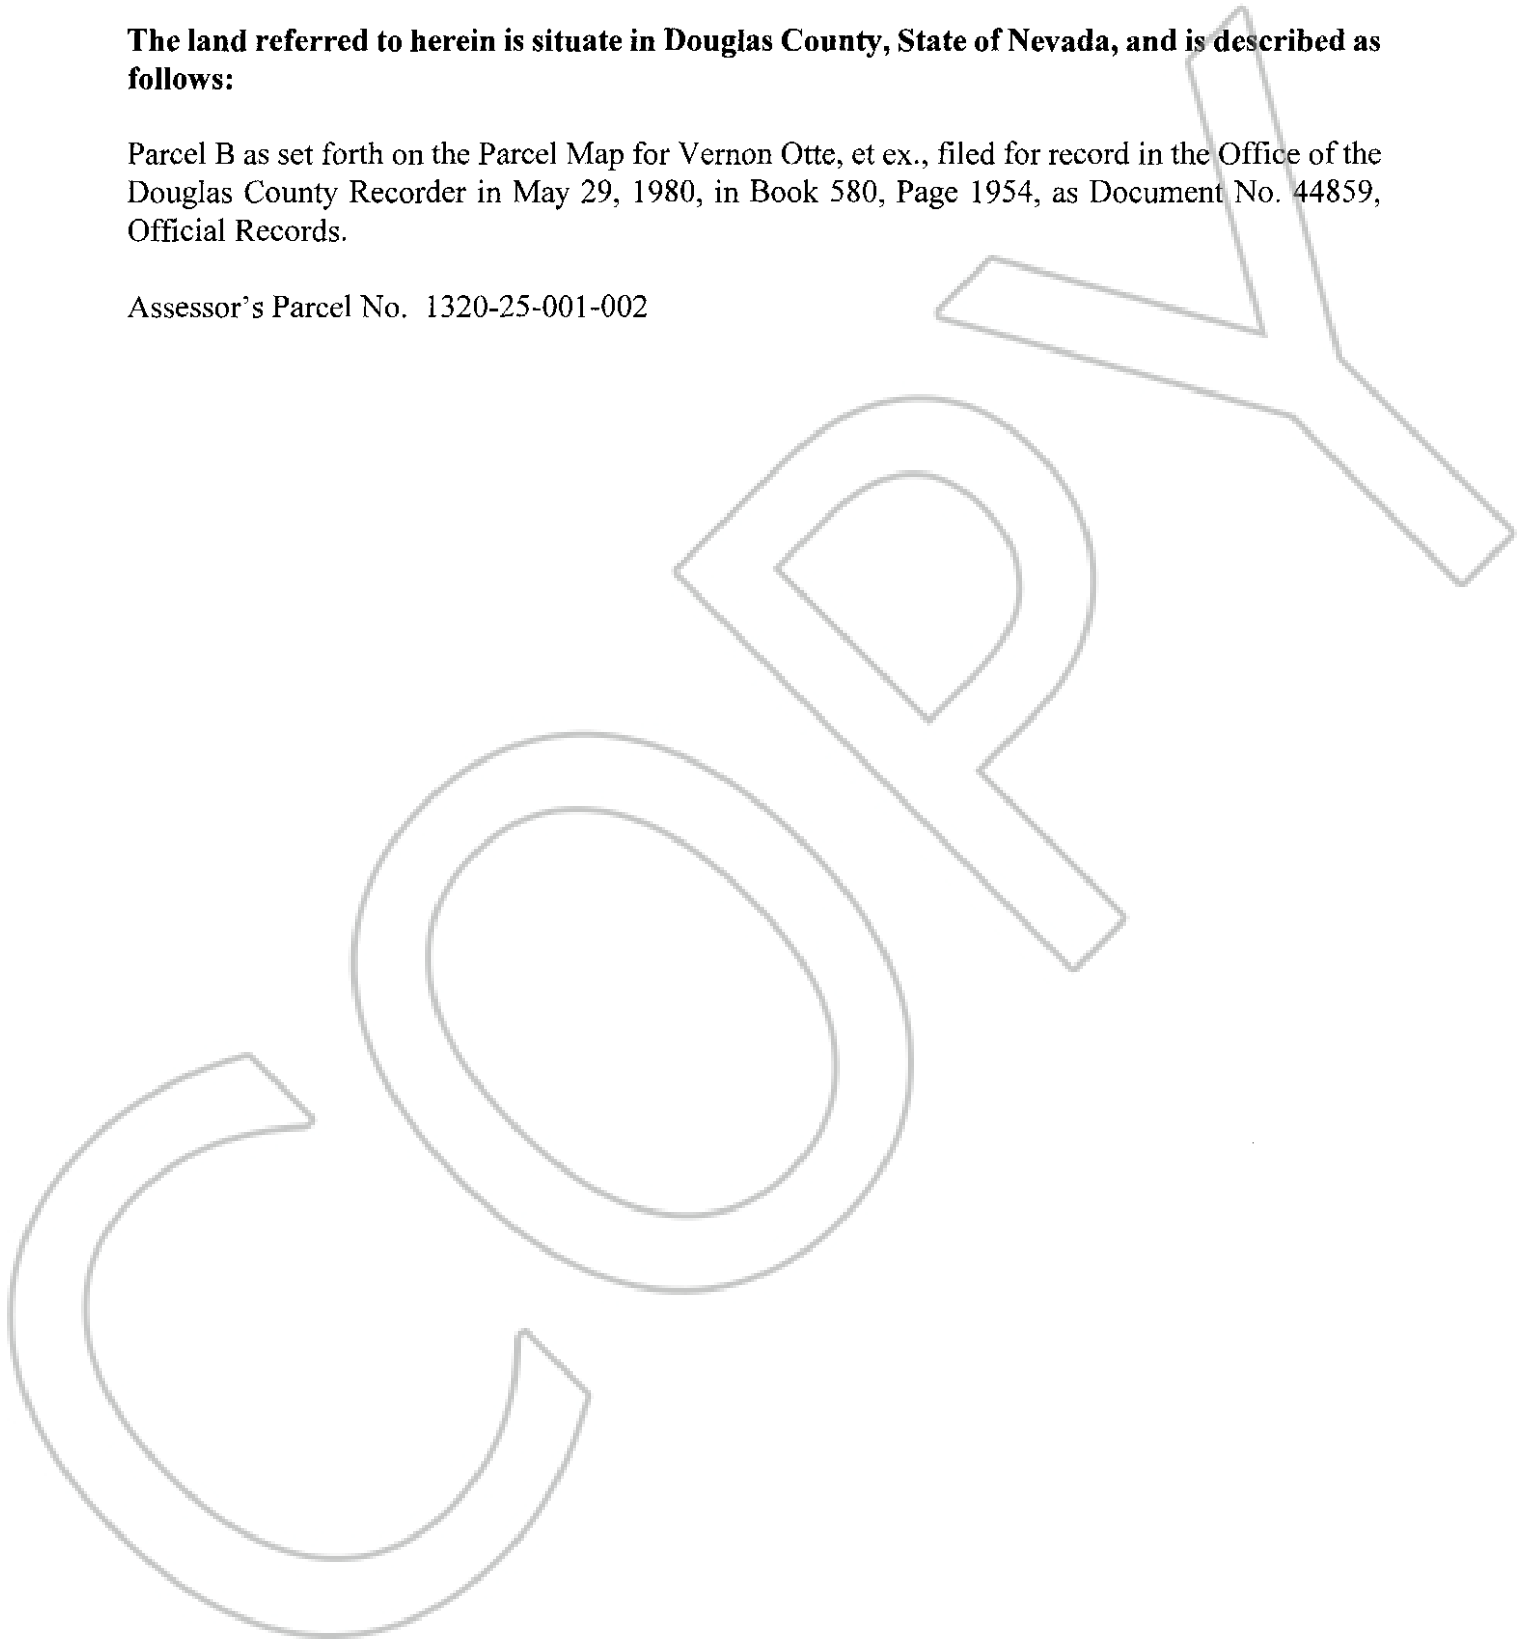 The land referred to herein is situate in Douglas County, State of Nevada, and is described as
follows:
Parcel B as set forth on the Parcel Map for Vernon Otte, et ex., filed for record in the Office of the
Douglas County Recorder in May 29, 1980, in Book 580, Page 1954, as Document No. 44859,
Official Records.
Assessor's Parcel No. 1320-25-001-002
COPY